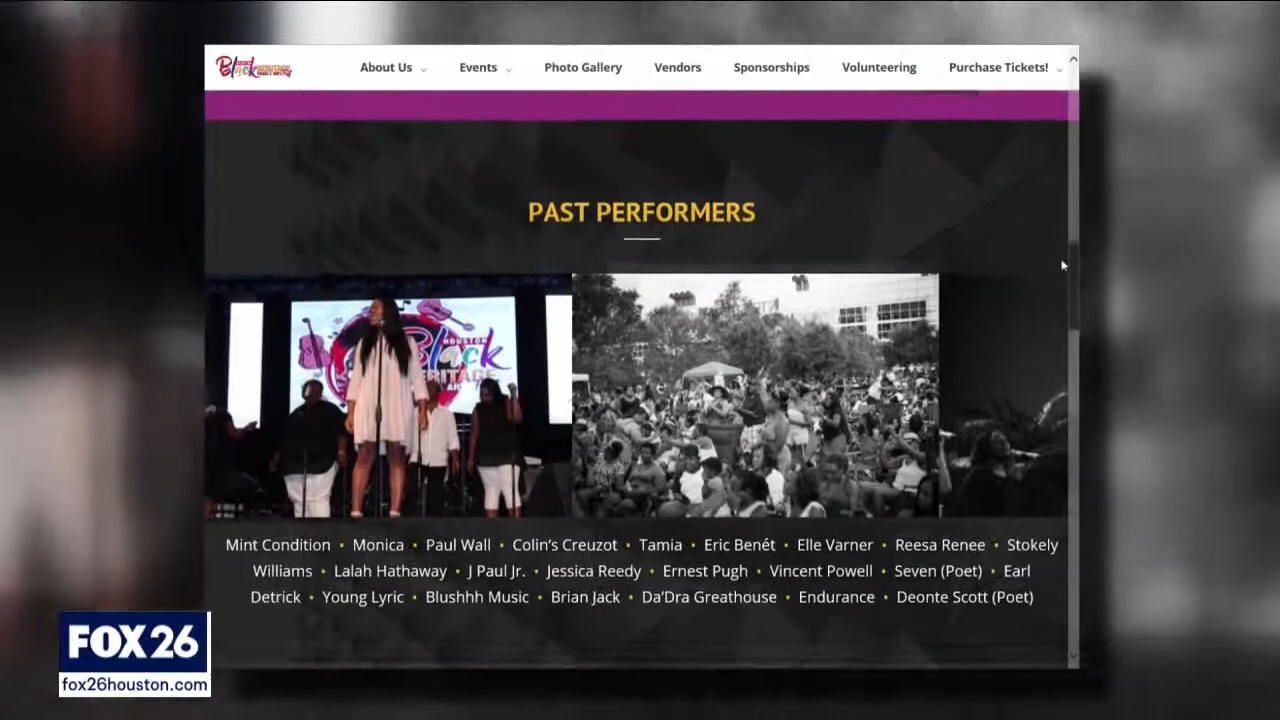 Black HERITAGE
About Us
Events
Photo Gallery
Vendors
Sponsorships
Volunteering
Purchase Tickets!
PAST PERFORMERS
HOUSTON
Black
HERITAGE
Mint Condition • Monica • Paul Wall • Colin's Creuzot • Tamia • Eric Benét • Elle Varner • Reesa Renee • Stokely
Williams • Lalah Hathaway • J Paul Jr. • Jessica Reedy • Ernest Pugh • Vincent Powell • Seven (Poet) • Earl
Detrick • Young Lyric • Blushhh Music • Brian Jack • Da'Dra Greathouse • Endurance • Deonte Scott (Poet)
FOX 26
fox26houston.com